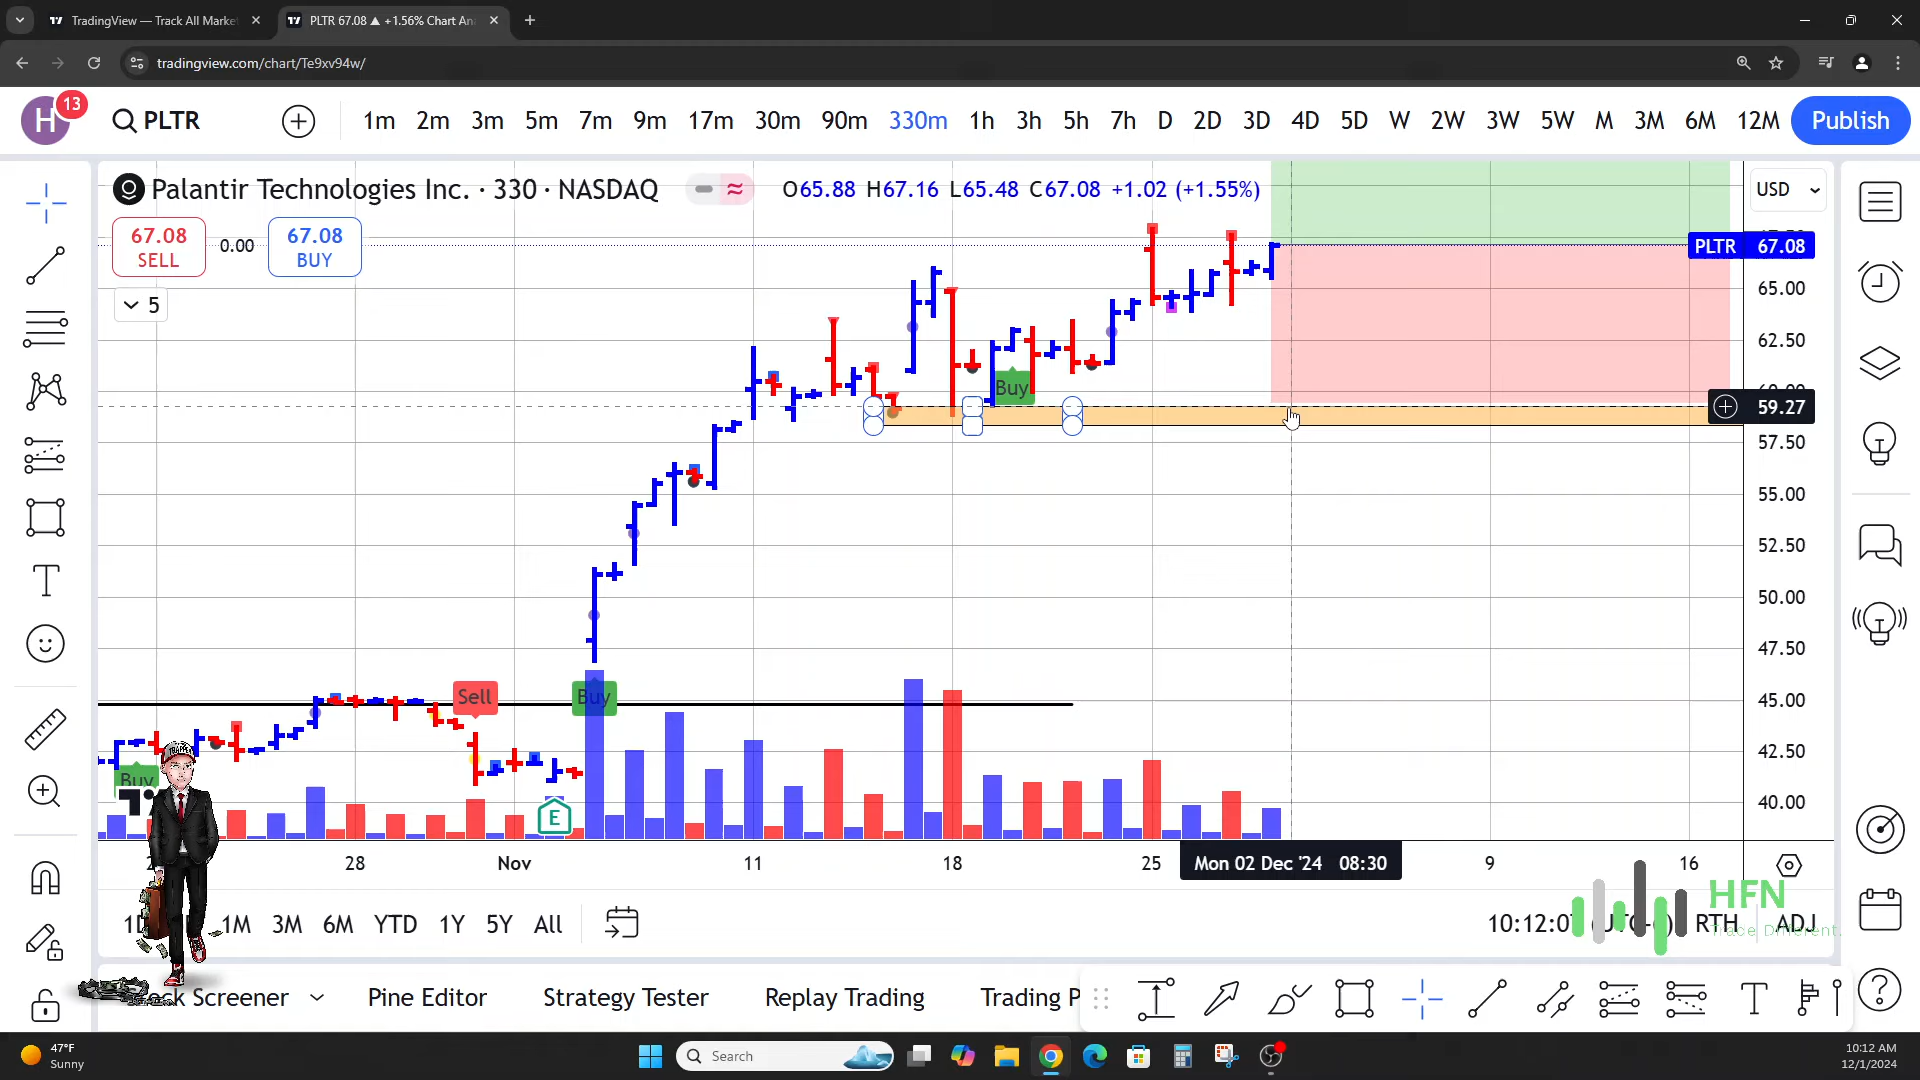 TradingView — Track All Marke
PLTR 67.08 ▲ +1.56% Chart An
tradingview.com/chart/Te9xv94w/
H 13 PLTR 1m 2m 3m 5m 7m 9m 17m 30m 90m 330m 1h 3h 5h 7h D 2D 3D 4D 5D W 2W 3W 5W M 3M 6M 12M Publish
Palantir Technologies Inc. · 330 · NASDAQ O65.88 H67.16 L65.48 C67.08 +1.02 (+1.55%) USD
67.08 SELL 0.00 67.08 BUY
PLTR 67.08
5
65.00
62.50
Buy
59.27
57.50
55.00
52.50
50.00
47.50
45.00
Sell Buy
42.50
Buy
40.00
E
28 Nov 11 18 25 Mon 02 Dec '24 08:30 9 16
HFN
1M 3M 6M YTD 1Y 5Y All
RTH ADJ
Trade Different.
Screener Pine Editor Strategy Tester Replay Trading Trading P
TRAPPER
47°F
Sunny
Search
10:12 AM
12/1/2024